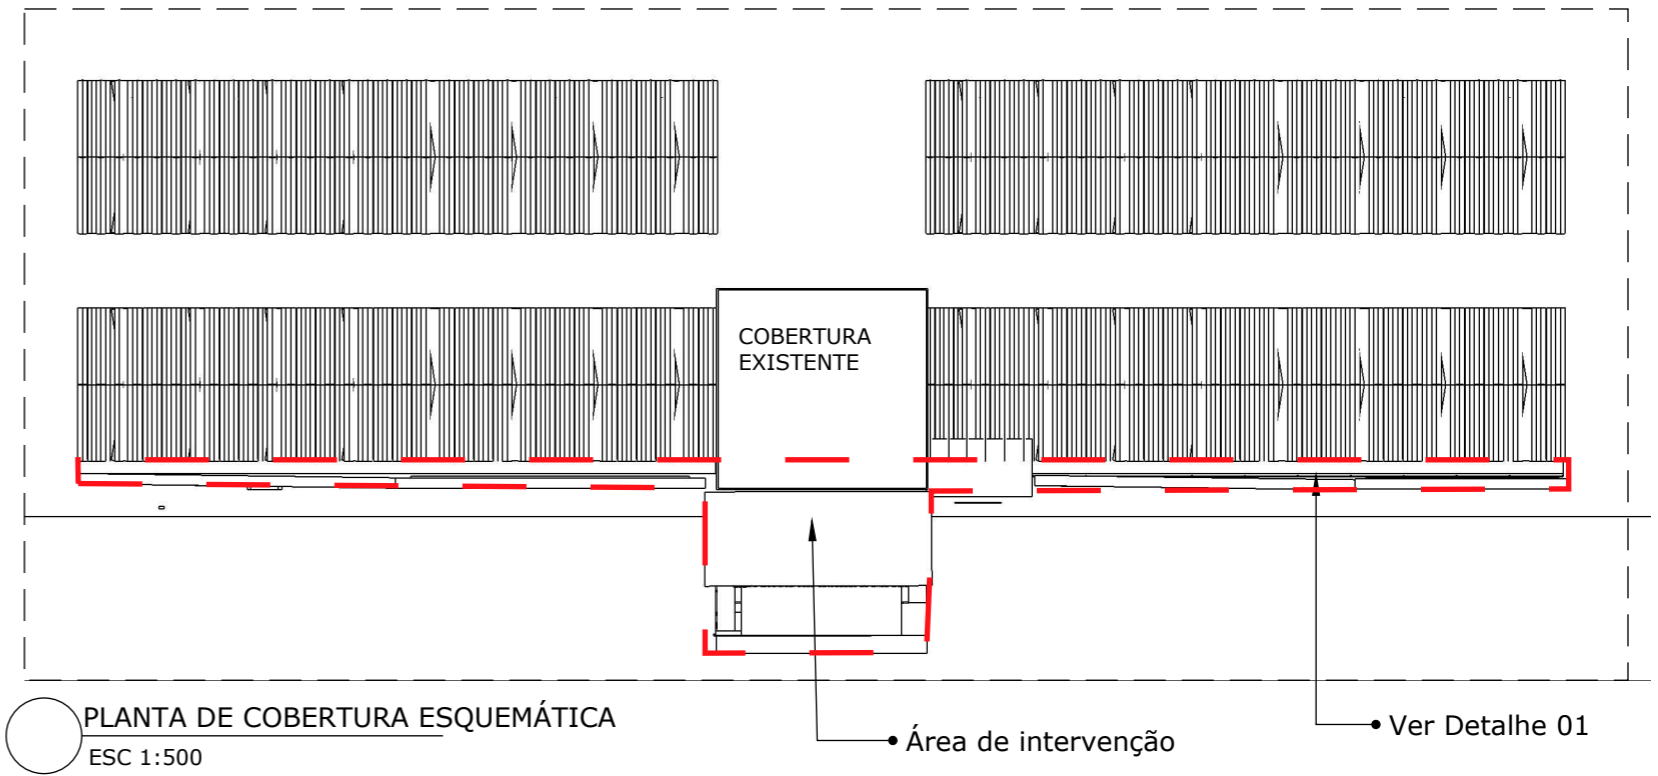 COBERTURA
EXISTENTE
PLANTA DE COBERTURA ESQUEMÁTICA
ESC 1:500
Área de intervenção
Ver Detalhe 01